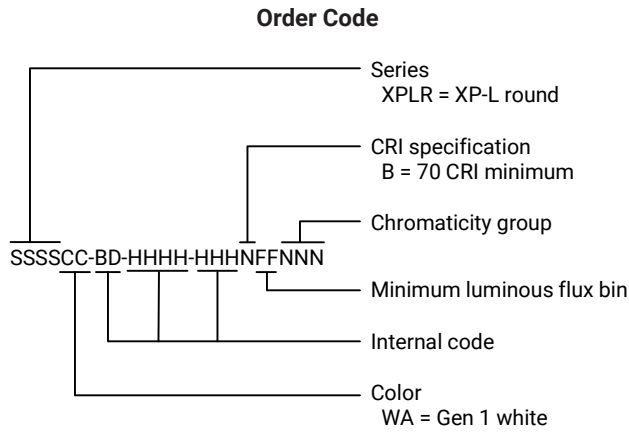 Order Code
Series
XPLR = XP-L round
CRI specification
B = 70 CRI minimum
Chromaticity group
SSSSCC-BD-HHHH-HHHNFFNNN
Minimum luminous flux bin
Internal code
Color
WA = Gen 1 white